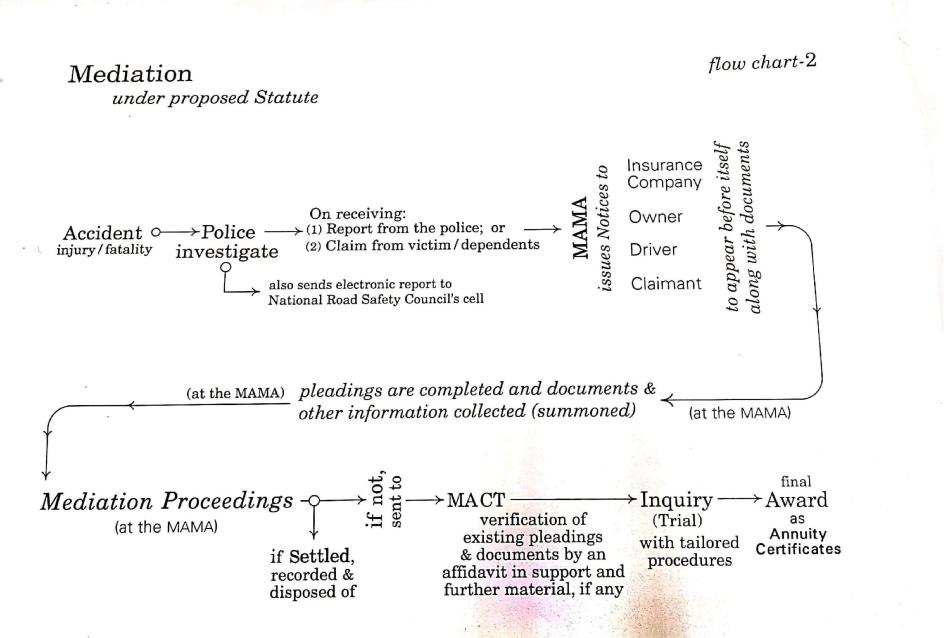 Mediation
under proposed Statute
flow chart-2
Accident
injury/fatality
Police
investigate
also sends electronic report to
National Road Safety Council's cell
On receiving:
(1) Report from the police; or
(2) Claim from victim/dependents
MAMA
issues Notices to
Insurance
Company
Owner
Driver
Claimant
to appear before itself
along with documents
(at the MAMA)
(at the MAMA) pleadings are completed and documents &
other information collected (summoned)
Mediation Proceedings
(at the MAMA)
if Settled,
recorded &
disposed of
if not,
sent to
MACT
verification of
existing pleadings
& documents by an
affidavit in support and
further material, if any
Inquiry
(Trial)
with tailored
procedures
final
Award
as
Annuity
Certificates